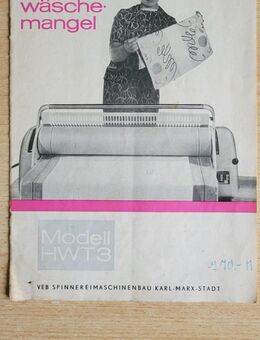 wäsche-
mangel
Modell
HWT3
VEB SPINNEREIMASCHINENBAU KARL-MARX-STADT